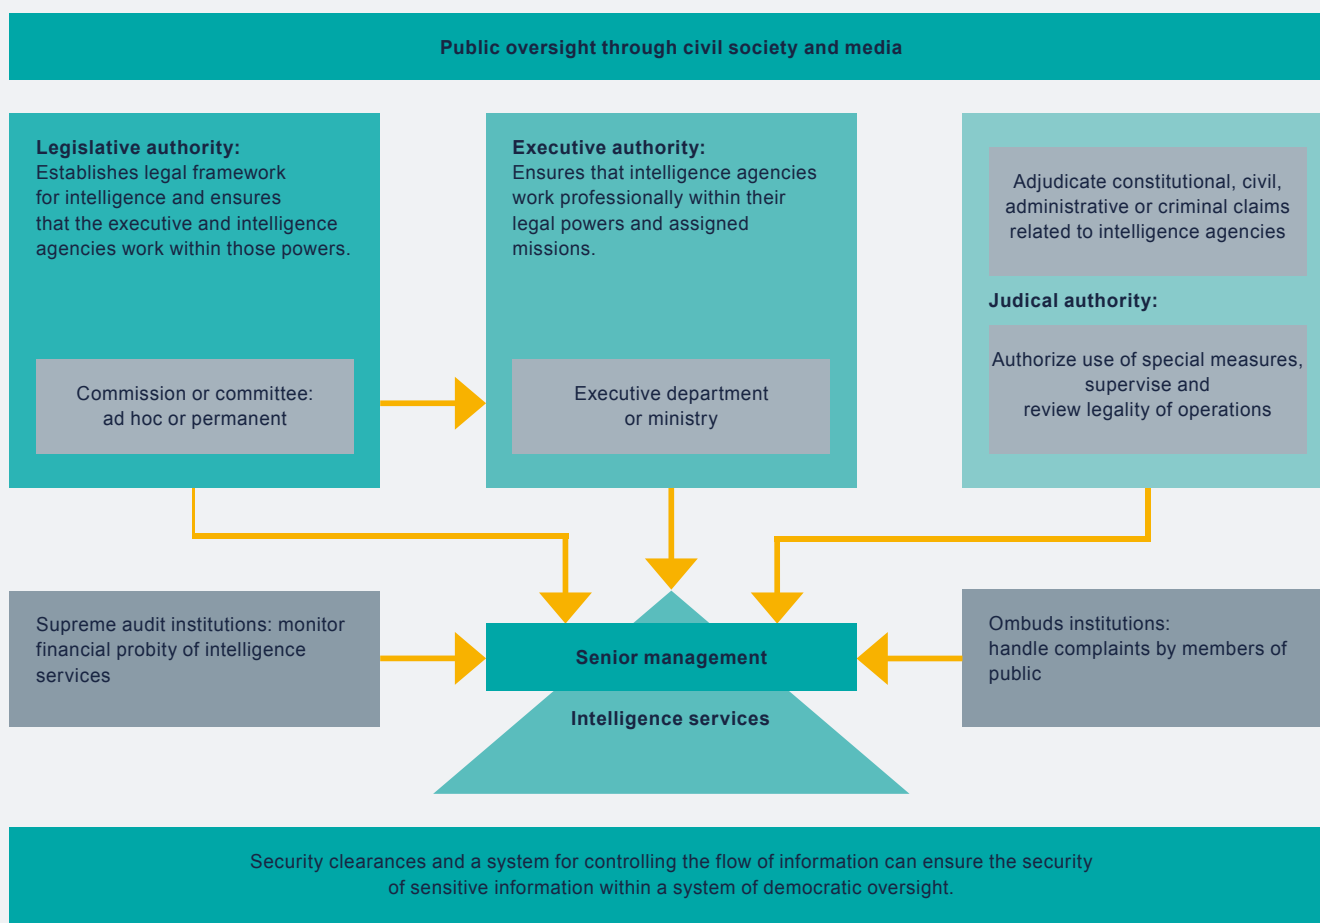 Public oversight through civil society and media
Legislative authority:
Establishes legal framework
for intelligence and ensures
that the executive and intelligence
agencies work within those powers.
Commission or committee:
ad hoc or permanent
Executive authority:
Ensures that intelligence agencies
work professionally within their
legal powers and assigned
missions.
Executive department
or ministry
Adjudicate constitutional, civil,
administrative or criminal claims
related to intelligence agencies
Judical authority:
Authorize use of special measures,
supervise and
review legality of operations
Supreme audit institutions: monitor
financial probity of intelligence
services
Senior management
Intelligence services
Ombuds institutions:
handle complaints by members of
public
Security clearances and a system for controlling the flow of information can ensure the security
of sensitive information within a system of democratic oversight.